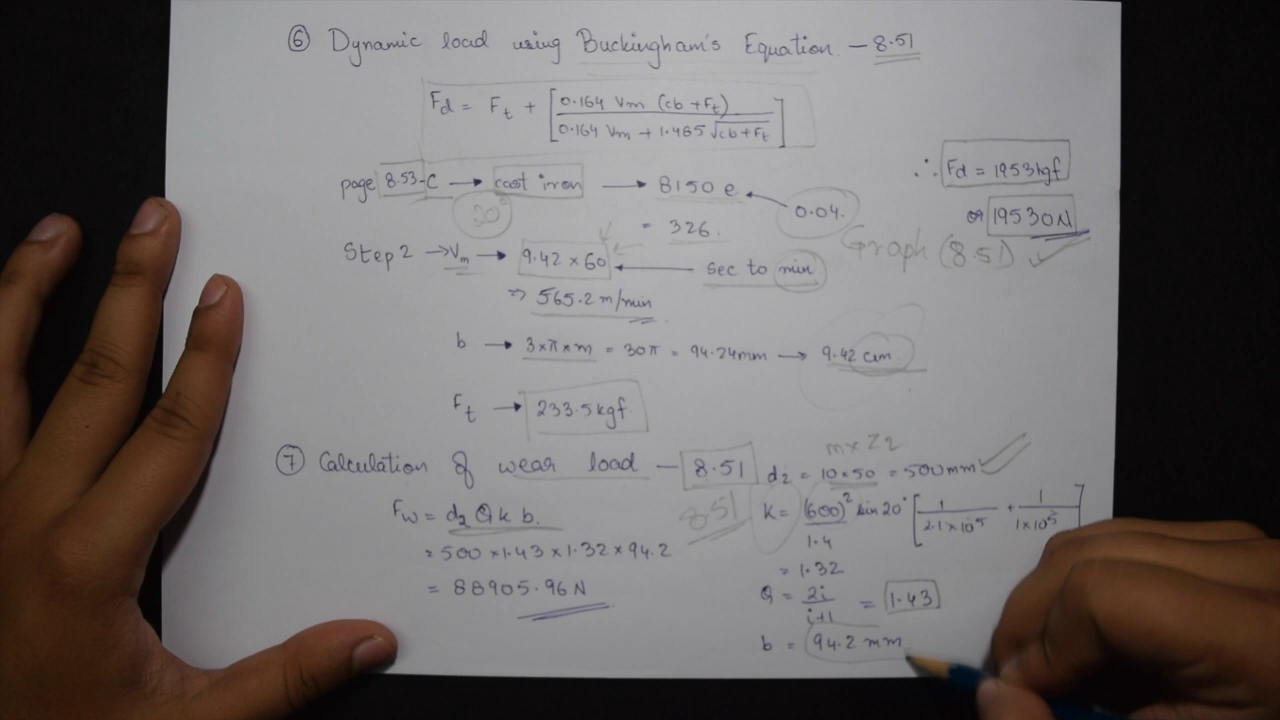 ⑥ Dynamic load using Buckingham's Equation. - 8.51
Fd = Ft + [0.164 Vm (cb + Ft) / 0.164 Vm + 1.485 √cb + Ft]
page 8.53-C → cast iron → 8150 e ← 0.04.
20°
= 326.
∴ Fd = 1953 kgf
or 19530 N
Graph (8.51)
Step 2 → Vm → 9.42 × 60 ← sec to min
⇒ 565.2 m/min
b → 3×π×m = 30π = 94.24mm → 9.42 cm
Ft → 233.5 kgf
⑦ Calculation of wear load - 8.51
8.51
Fw = d2 Q k b.
= 500 × 1.43 × 1.32 × 94.2
= 88905.96 N
m × Z2
d2 = 10 × 50 = 500mm
K = (600)² sin 20° [1 / 2.1 × 10⁵ + 1 / 1 × 10⁵]
1.4
= 1.32
Q = 2i / i+1 = 1.43
b = 94.2 mm